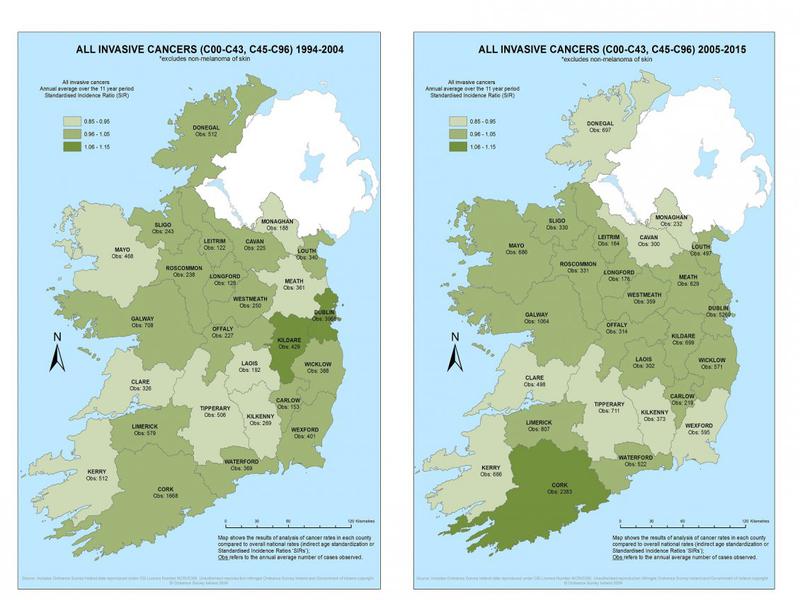 ALL INVASIVE CANCERS (C00-C43, C45-C96) 1994-2004
*excludes non-melanoma of skin
All invasive cancers
Annual average over the 11 year period
Standardised Incidence Ratio (SIR)
0.85 - 0.95
0.96 - 1.05
1.06 - 1.15
DONEGAL
Obs: 512
MONAGHAN
Obs: 188
SLIGO
Obs: 243
LEITRIM
Obs: 122
CAVAN
Obs: 225
LOUTH
Obs: 340
MAYO
Obs: 468
ROSCOMMON
Obs: 238
LONGFORD
Obs: 128
MEATH
Obs: 361
WESTMEATH
Obs: 250
DUBLIN
GALWAY
Obs: 708
OFFALY
Obs: 227
KILDARE
Obs: 429
N
LAOIS
Obs: 192
WICKLOW
Obs: 388
CLARE
Obs: 326
CARLOW
Obs: 153
TIPPERARY
Obs: 506
KILKENNY
Obs: 269
LIMERICK
Obs: 579
WEXFORD
Obs: 401
WATERFORD
Obs: 369
KERRY
Obs: 512
CORK
Obs: 1668
0 30 60 120 Kilometres
Map shows the results of analysis of cancer rates in each county
compared to overall national rates (indirect age standardization or
Standardised Incidence Ratios 'SIRs');
Obs refers to the annual average number of cases observed.
© Ordnance Survey Ireland
ALL INVASIVE CANCERS (C00-C43, C45-C96) 2005-2015
*excludes non-melanoma of skin
All invasive cancers
Annual average over the 11 year period
Standardised Incidence Ratio (SIR)
0.85 - 0.95
0.96 - 1.05
1.06 - 1.15
DONEGAL
Obs: 697
MONAGHAN
Obs: 232
SLIGO
Obs: 330
LEITRIM
Obs: 164
CAVAN
Obs: 300
LOUTH
Obs: 497
MAYO
Obs: 686
ROSCOMMON
Obs: 331
LONGFORD
Obs: 176
MEATH
Obs: 629
WESTMEATH
Obs: 359
DUBLIN
GALWAY
Obs: 1064
OFFALY
Obs: 314
KILDARE
Obs: 699
N
LAOIS
Obs: 302
WICKLOW
Obs: 571
CLARE
Obs: 498
CARLOW
Obs: 219
TIPPERARY
Obs: 711
KILKENNY
Obs: 373
LIMERICK
Obs: 807
WEXFORD
Obs: 595
WATERFORD
Obs: 522
KERRY
Obs: 686
CORK
Obs: 2383
0 30 60 120 Kilometres
Map shows the results of analysis of cancer rates in each county
compared to overall national rates (indirect age standardization or
Standardised Incidence Ratios 'SIRs');
Obs refers to the annual average number of cases observed.
© Ordnance Survey Ireland